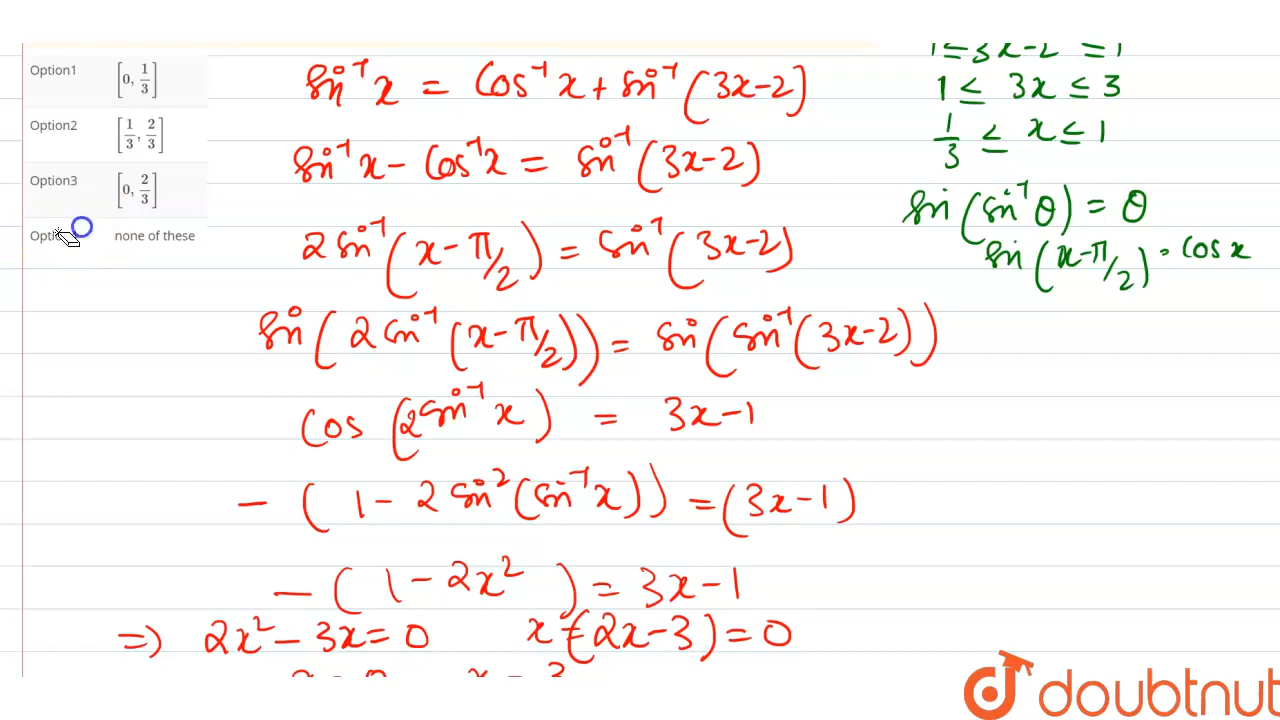 Option1 [0, 1/3]
Option2 [1/3, 2/3]
Option3 [0, 2/3]
none of these
sin⁻¹x = cos⁻¹x + sin⁻¹(3x-2)
sin⁻¹x - cos⁻¹x = sin⁻¹(3x-2)
2sin⁻¹(x-π/2) = sin⁻¹(3x-2)
sin(2sin⁻¹(x-π/2)) = sin(sin⁻¹(3x-2))
cos(2sin⁻¹x) = 3x-1
-(1-2sin²(sin⁻¹x)) = (3x-1)
-(1-2x²) = 3x-1
⇒ 2x²-3x=0 x=(2x-3)=0
1≤3x-2≤1
1 ≤ 3x ≤ 3
1/3 ≤ x ≤ 1
sin(sin⁻¹θ) = θ
sin(x-π/2) = cos x
doubtnut